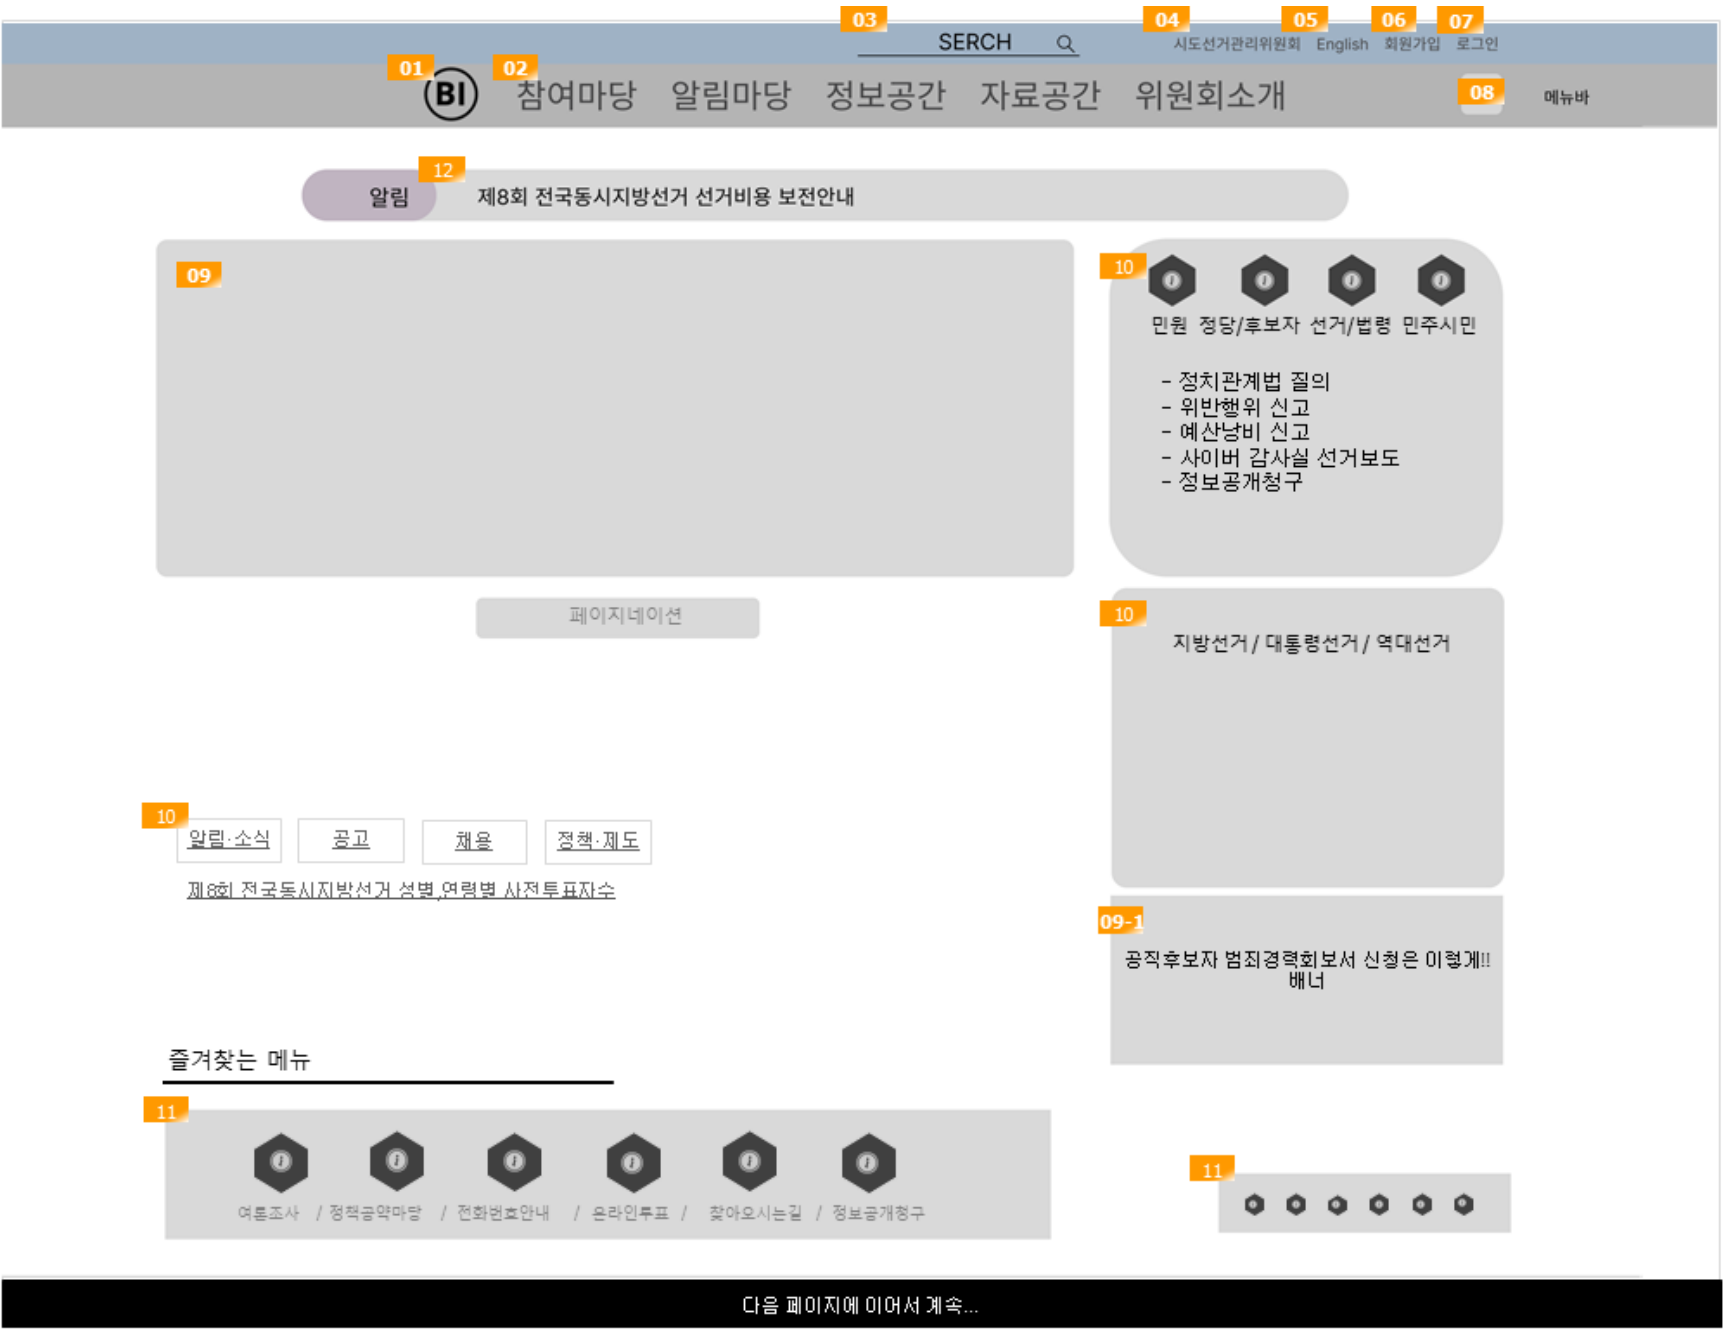 03
04
05
06
07
SERCH
시도선거관리위원회 English 회원가입 로그인
01
02
BI
참여마당 알림마당 정보공간 자료공간 위원회소개
08
메뉴바
12
알림
제8회 전국동시지방선거 선거비용 보전안내
09
10
민원 정당/후보자 선거/법령 민주시민
- 정치관계법 질의
- 위반행위 신고
- 예산낭비 신고
- 사이버 감사실 선거보도
- 정보공개청구
페이지네이션
10
지방선거 / 대통령선거 / 역대선거
10
알림·소식
공고
채용
정책·제도
제8회 전국동시지방선거 성별,연령별 사전투표자수
09-1
공직후보자 범죄경력회보서 신청은 이렇게!!
배너
즐겨찾는 메뉴
11
여론조사 / 정책공약마당 / 전화번호안내 / 온라인투표 / 찾아오시는길 / 정보공개청구
11
다음 페이지에 이어서 계속...